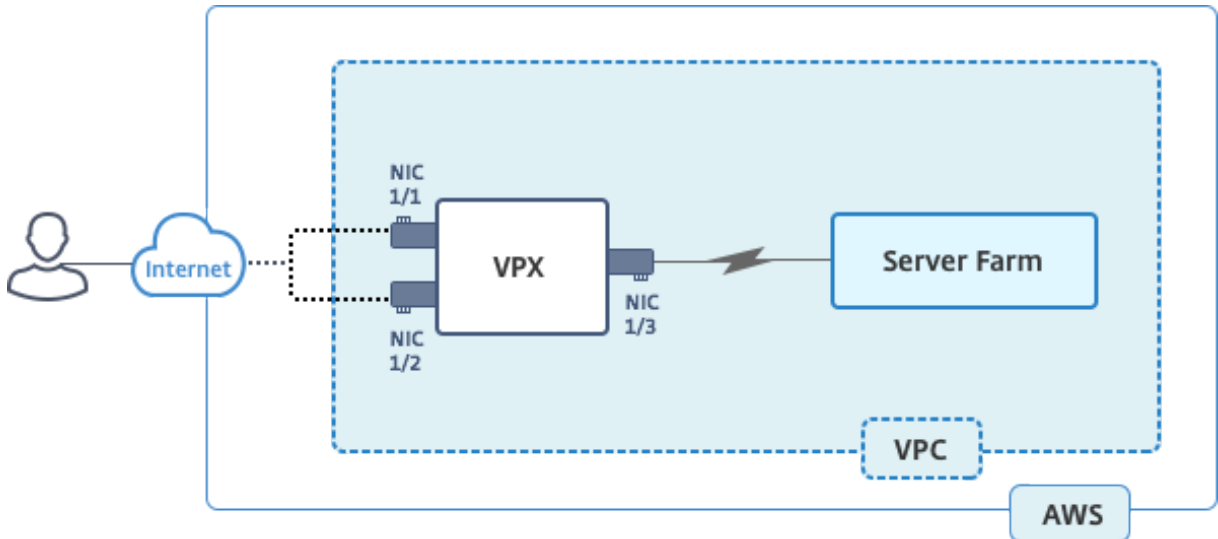 NIC
1/1
Internet
VPX
Server Farm
NIC
1/2
NIC
1/3
VPC
AWS